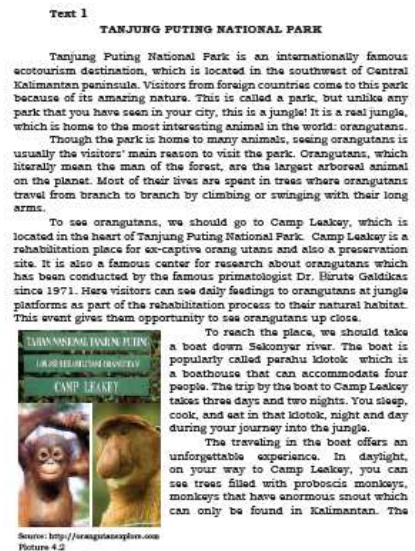 Text 1
TANJUNG PUTING NATIONAL PARK
Tanjung Puting National Park is an internationally famous
ecotourism destination, which is located in the southwest of Central
Kalimantan peninsula. Visitors from foreign countries come to this park
because of its amazing nature. This is called a park, but unlike any
park that you have seen in your city, this is a jungle! It is a real jungle,
which is home to the most interesting animal in the world: orangutans.
Though the park is home to many animals, seeing orangutans is
usually the visitors' main reason to visit the park. Orangutans, which
literally mean the man of the forest, are the largest arboreal animal
on the planet. Most of their lives are spent in trees where orangutans
travel from branch to branch by climbing or swinging with their long
arms.
To see orangutans, we should go to Camp Leakey, which is
located in the heart of Tanjung Puting National Park. Camp Leakey is a
rehabilitation place for ex-captive orang utans and also a preservation
site. It is also a famous center for research about orangutans which
has been conducted by the famous primatologist Dr. Birute Galdikas
since 1971. Here visitors can see daily feedings to orangutans at jungle
platforms as part of the rehabilitation process to their natural habitat.
This event gives them opportunity to see orangutans up close.
To reach the place, we should take
a boat down Sekonyer river. The boat is
popularly called perahu klotok which is
a boathouse that can accommodate four
people. The trip by the boat to Camp Leakey
takes three days and two nights. You sleep,
cook, and eat in that klotok, night and day
during your journey into the jungle.
The traveling in the boat offers an
unforgettable experience. In daylight,
on your way to Camp Leakey, you can
see trees filled with proboscis monkeys,
monkeys that have enormous snout which
can only be found in Kalimantan. The
TAMAN NASIONAL TANJUNG PUTING
LOKASI REHABILITASI ORANGUTAN
CAMP LEAKEY
Source: http://orangutanexplore.com
Picture 4.2